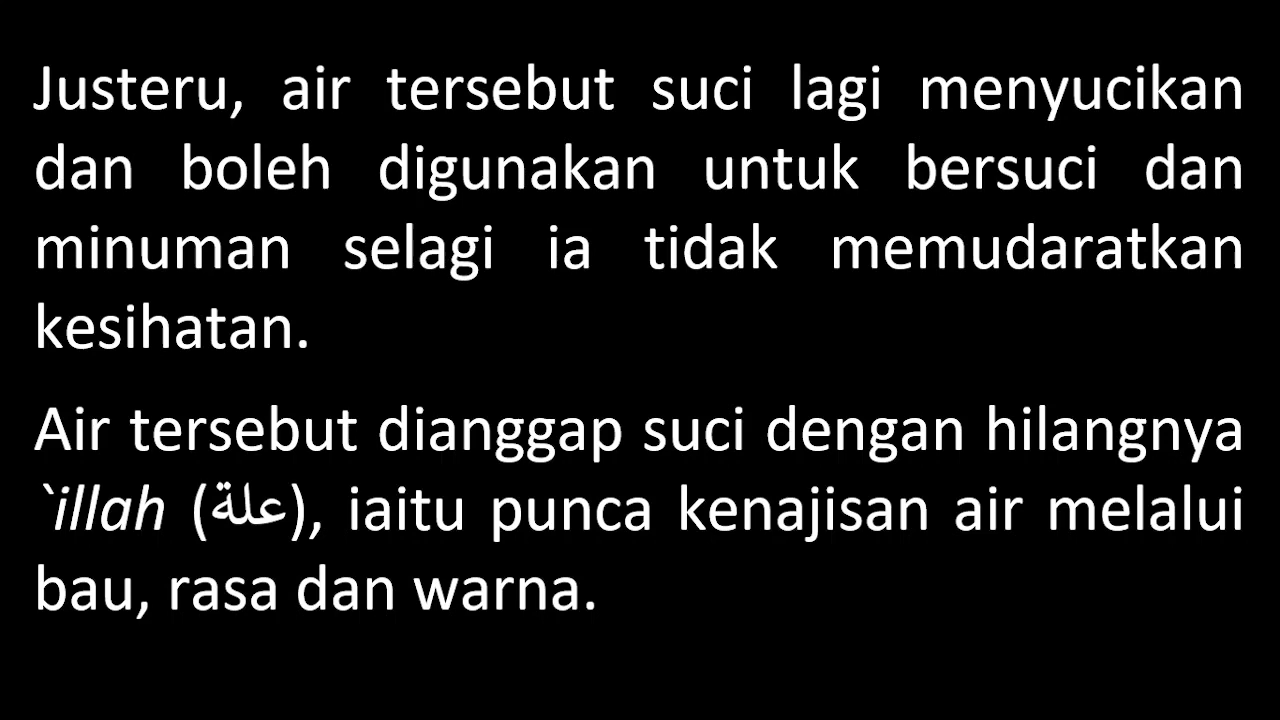 Justeru, air tersebut suci lagi menyucikan
dan boleh digunakan untuk bersuci dan
minuman selagi ia tidak memudaratkan
kesihatan.
Air tersebut dianggap suci dengan hilangnya
`illah (علة), iaitu punca kenajisan air melalui
bau, rasa dan warna.